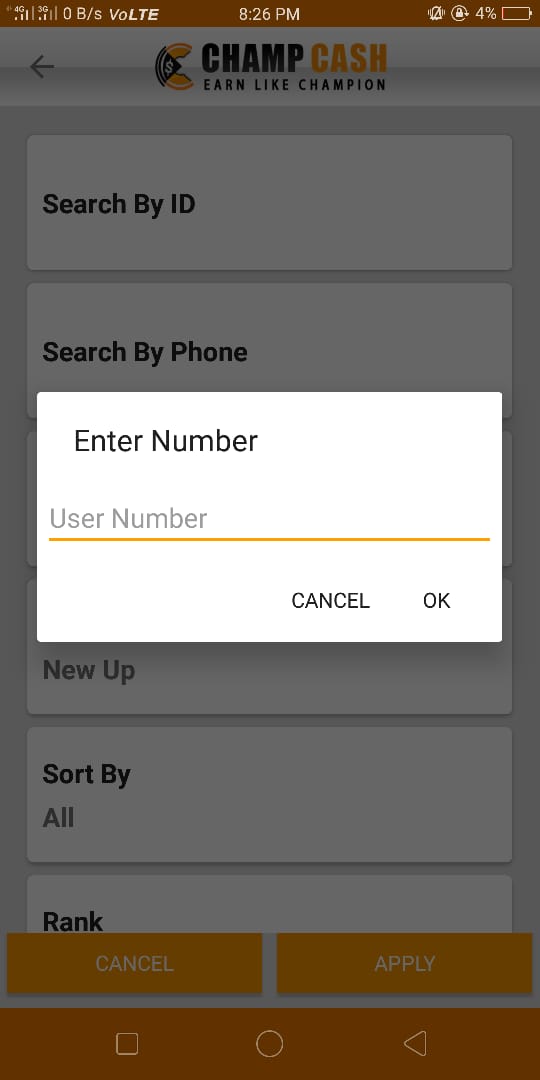 4G 3G 0 B/s VoLTE 8:26 PM 4%
CHAMP CASH
EARN LIKE CHAMPION
Search By ID
Search By Phone
Enter Number
User Number
CANCEL OK
New Up
Sort By
All
Rank
CANCEL APPLY